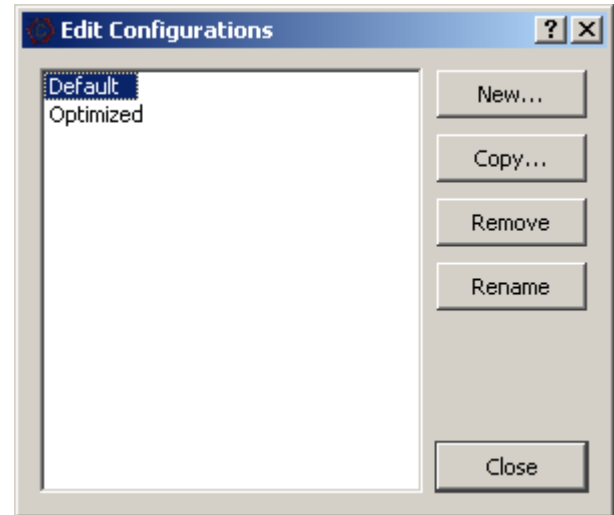 Edit Configurations
Default
Optimized
New...
Copy...
Remove
Rename
Close